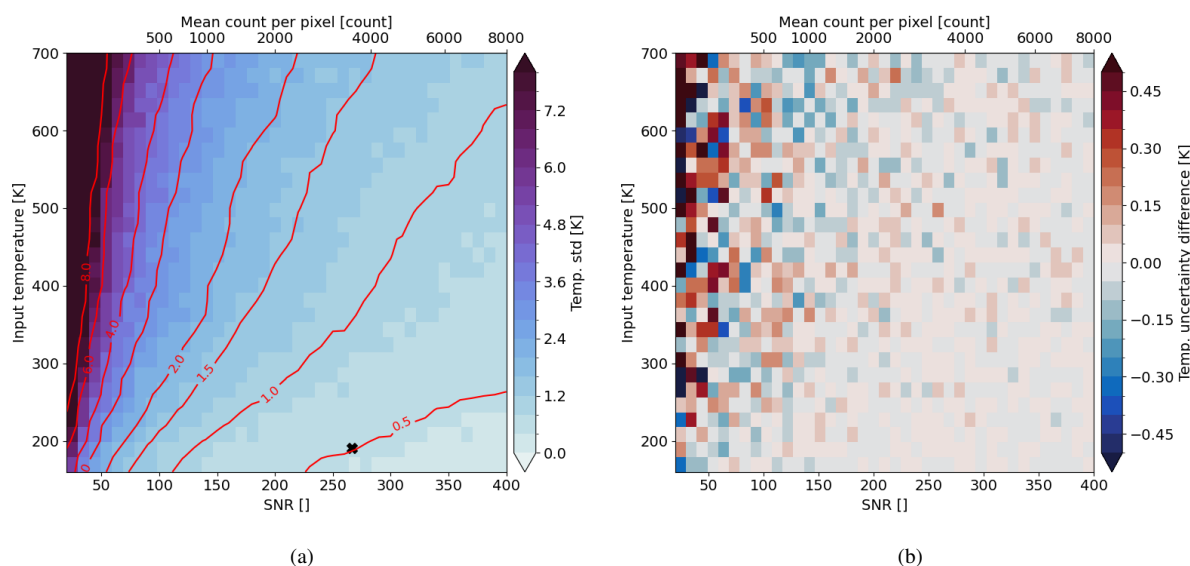 Mean count per pixel [count]
500 1000 2000 4000 6000 8000
700
600
500
400
300
200
Input temperature [K]
8.0
6.0
4.0
2.0
1.5
1.0
0.5
50 100 150 200 250 300 350 400
SNR []
7.2
6.0
4.8
3.6
2.4
1.2
0.0
Temp. std [K]
(a)
Mean count per pixel [count]
500 1000 2000 4000 6000 8000
700
600
500
400
300
200
Input temperature [K]
50 100 150 200 250 300 350 400
SNR []
0.45
0.30
0.15
0.00
−0.15
−0.30
−0.45
Temp. uncertainty difference [K]
(b)